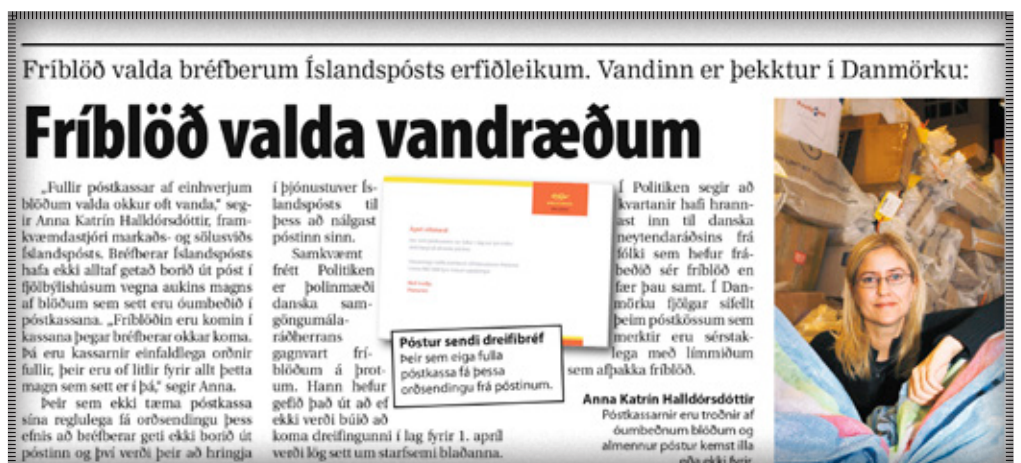 Fríblöð valda bréfberum Íslandspósts erfiðleikum. Vandinn er þekktur í Danmörku:
Fríblöð valda vandræðum
„Fullir póstkassar af einhverjum
blöðum valda okkur oft vanda,“ seg-
ir Anna Katrín Halldórsdóttir, fram-
kvæmdastjóri markaðs- og sölusviðs
Íslandspósts. Bréfberar Íslandspósts
hafa ekki alltaf getað borið út póst í
fjölbýlishúsum vegna aukins magns
af blöðum sem sett eru óumbeðið í
póstkassana. „Fríblöðin eru komin í
kassana þegar bréfberar okkar koma.
Þá eru kassarnir einfaldlega orðnir
fullir, þeir eru of litlir fyrir allt þetta
magn sem sett er í þá,“ segir Anna.
Þeir sem ekki tæma póstkassa
sína reglulega fá orðsendingu þess
efnis að bréfberar geti ekki borið út
póstinn og því verði þeir að hringja
í þjónustuver Ís-
landspósts til
þess að nálgast
póstinn sinn.
Samkvæmt
frétt Politiken
er þolinmæði
danska sam-
göngumála-
ráðherrans
gagnvart frí-
blöðum á þrot-
um. Hann hefur
gefið það út að ef
ekki verði búið að
koma dreifingunni í lag fyrir 1. apríl
verði lög sett um starfsemi blaðanna.
Póstur sendi dreifibréf
Þeir sem eiga fulla
póstkassa fá þessa
orðsendingu frá póstinum.
Í Politiken segir að
kvartanir hafi hrann-
ast inn til danska
neytendaráðsins frá
fólki sem hefur frá-
beðið sér fríblöð en
fær þau samt. Í Dan-
mörku fjölgar sífellt
þeim póstkössum sem
merktir eru sérstak-
lega með límmiðum
sem afþakka fríblöð.
Anna Katrín Halldórsdóttir
Póstkassarnir eru troðnir af
óumbeðnum blöðum og
almennur póstur kemst illa
eða ekki fyrir.